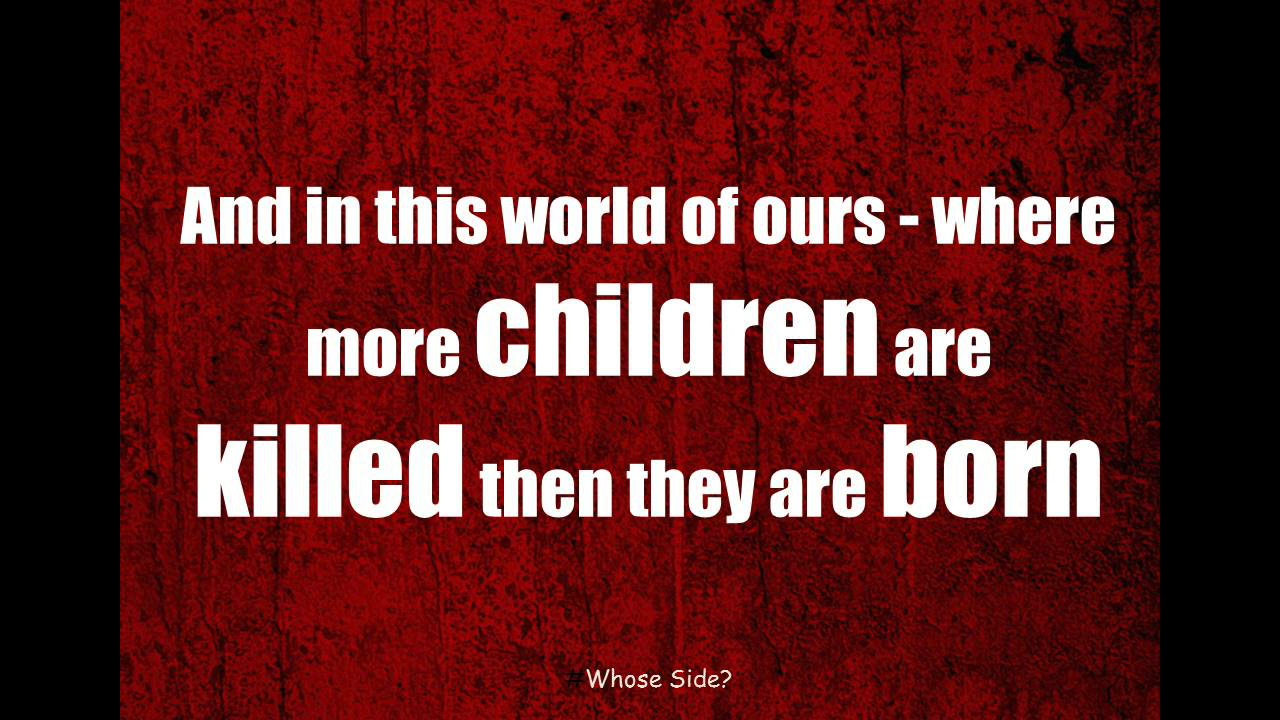 And in this world of ours - where
more children are
killed then they are born
#Whose Side?